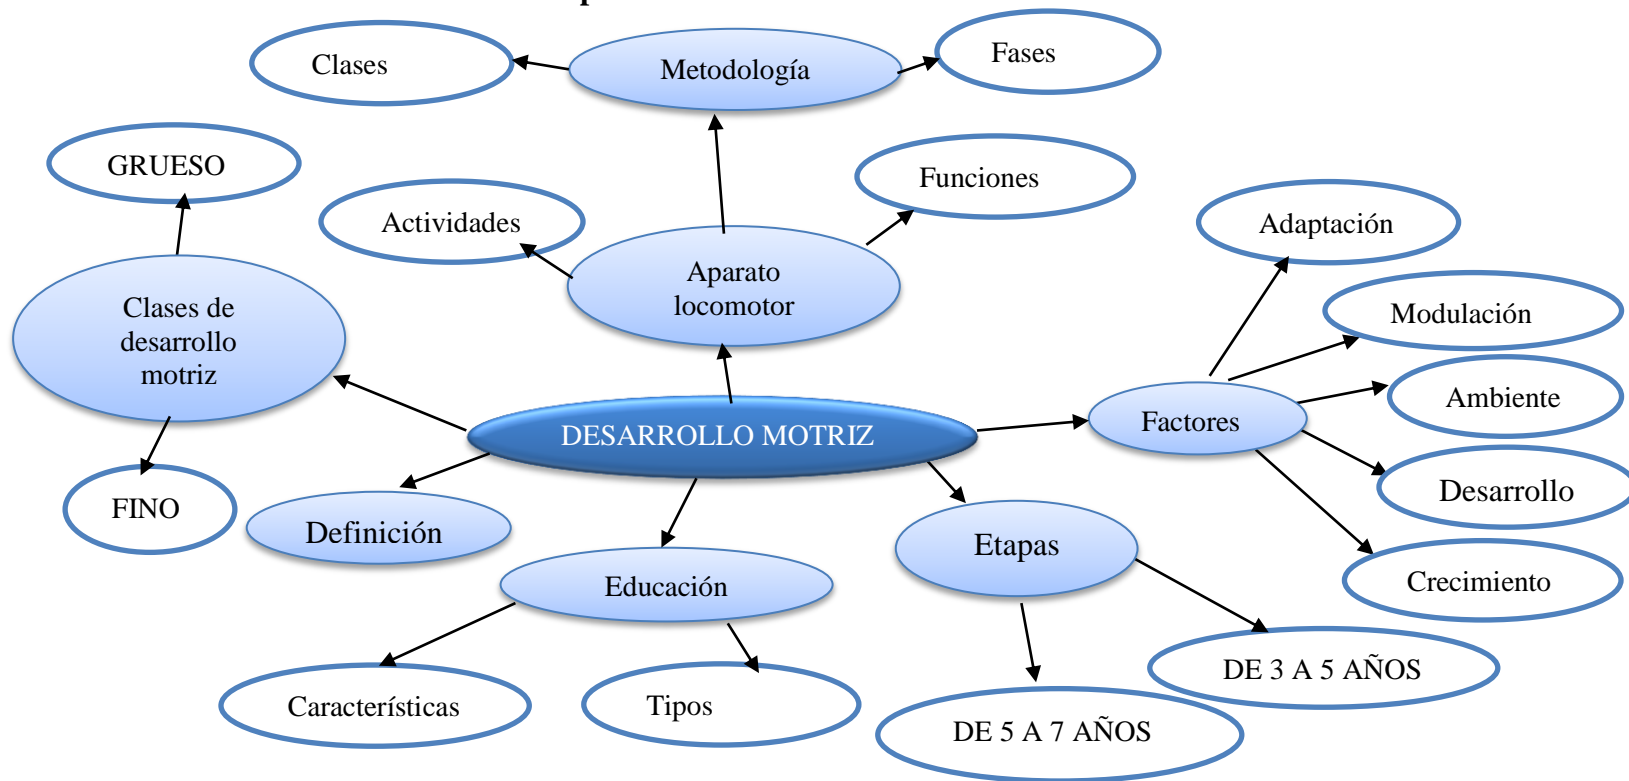 Clases
Metodología
Fases
GRUESO
Actividades
Funciones
Adaptación
Aparato
locomotor
Clases de
desarrollo
motriz
Modulación
Ambiente
Factores
DESARROLLO MOTRIZ
Desarrollo
FINO
Definición
Etapas
Educación
Crecimiento
DE 3 A 5 AÑOS
Características
Tipos
DE 5 A 7 AÑOS